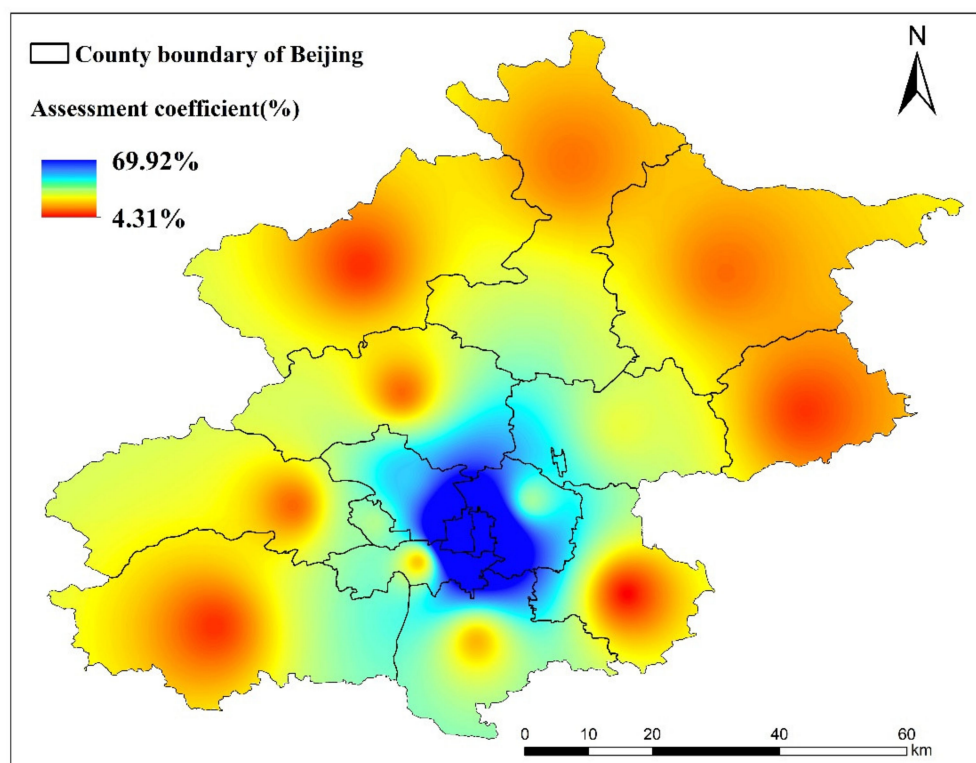 County boundary of Beijing
Assessment coefficient(%)
69.92%
4.31%
N
0 10 20 40 60
km